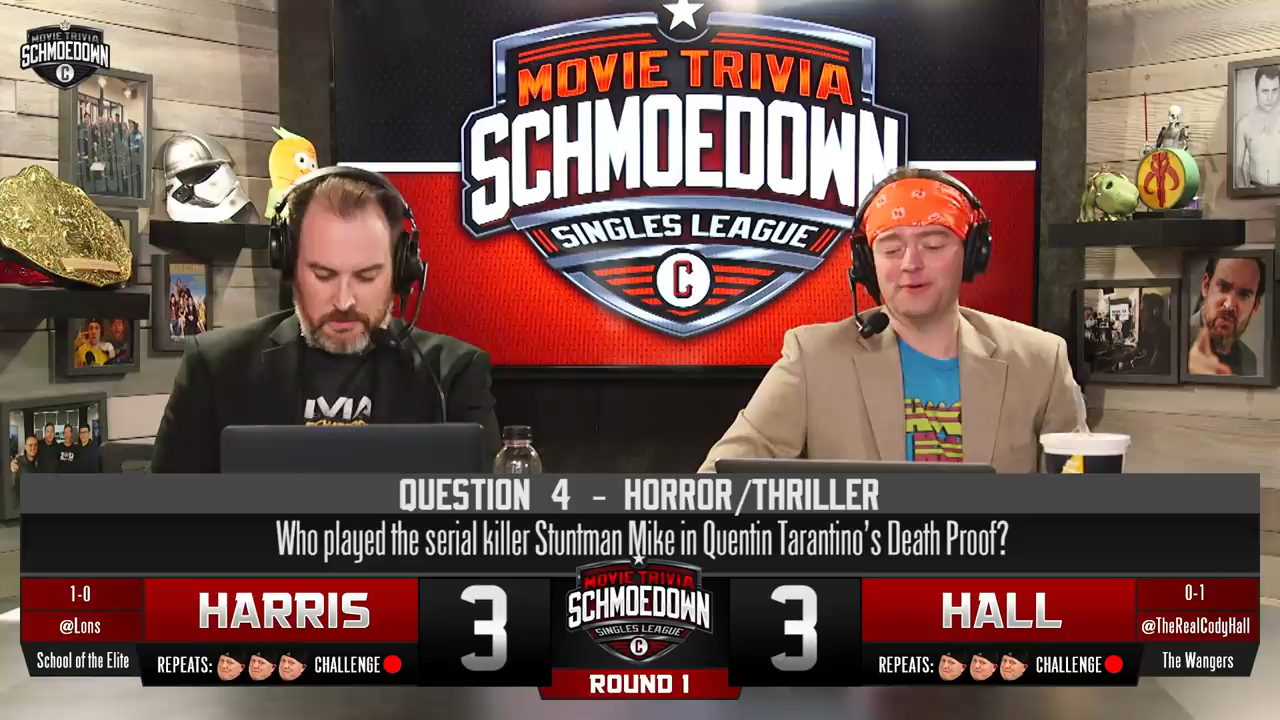 MOVIE TRIVIA
SCHMOEDOWN
C
MOVIE TRIVIA
SCHMOEDOWN
SINGLES LEAGUE
C
QUESTION 4 - HORROR/THRILLER
Who played the serial killer Stuntman Mike in Quentin Tarantino's Death Proof?
1-0
@Lons
School of the Elite
HARRIS
REPEATS:
CHALLENGE
3
MOVIE TRIVIA
SCHMOEDOWN
SINGLES LEAGUE
C
ROUND 1
3
HALL
REPEATS:
CHALLENGE
0-1
@TheRealCodyHall
The Wangers